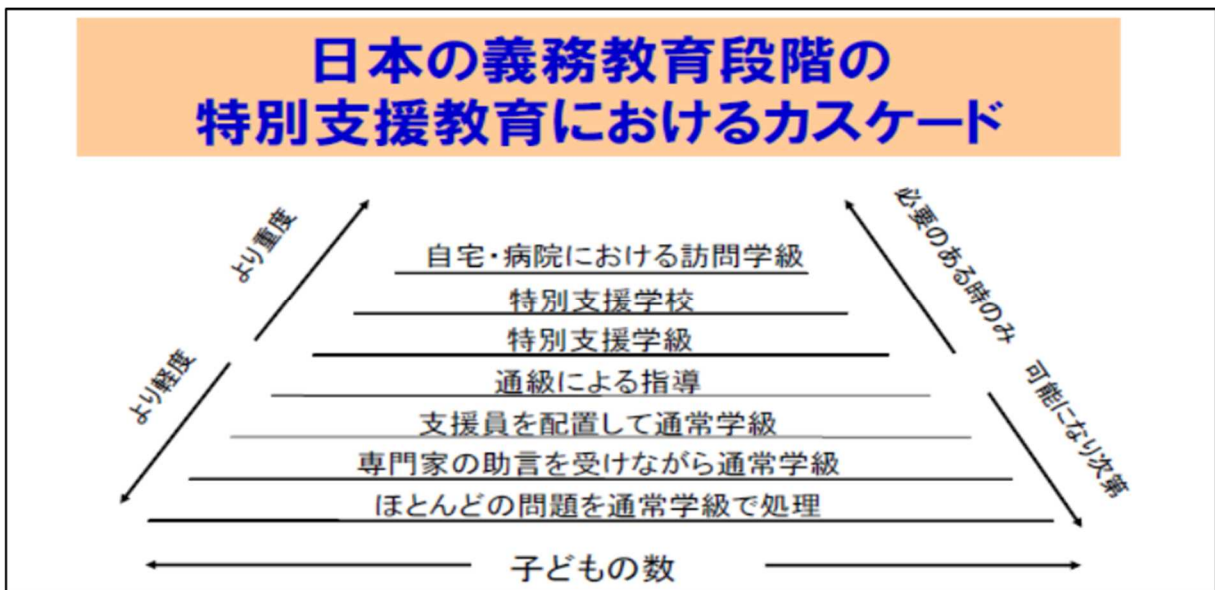 日本の義務教育段階の
特別支援教育におけるカスケード
より重度
より軽度
必要のある時のみ
可能になり次第
自宅・病院における訪問学級
特別支援学校
特別支援学級
通級による指導
支援員を配置して通常学級
専門家の助言を受けながら通常学級
ほとんどの問題を通常学級で処理
子どもの数